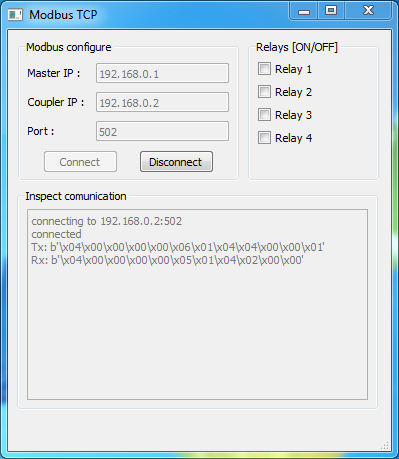 Modbus TCP
Modbus configure
Master IP :
192.168.0.1
Coupler IP :
192.168.0.2
Port :
502
Connect
Disconnect
Relays [ON/OFF]
Relay 1
Relay 2
Relay 3
Relay 4
Inspect comunication
connecting to 192.168.0.2:502
connected
Tx: b'\x04\x00\x00\x00\x00\x06\x01\x04\x04\x00\x00\x01'
Rx: b'\x04\x00\x00\x00\x00\x05\x01\x04\x02\x00\x00'